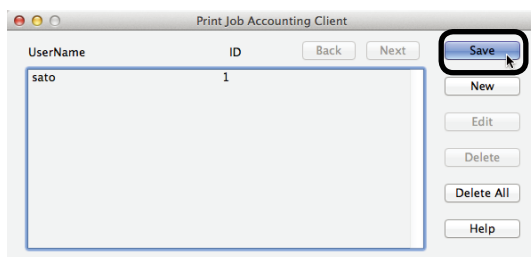 Print Job Accounting Client
UserName ID Back Next Save
sato 1
New
Edit
Delete
Delete All
Help